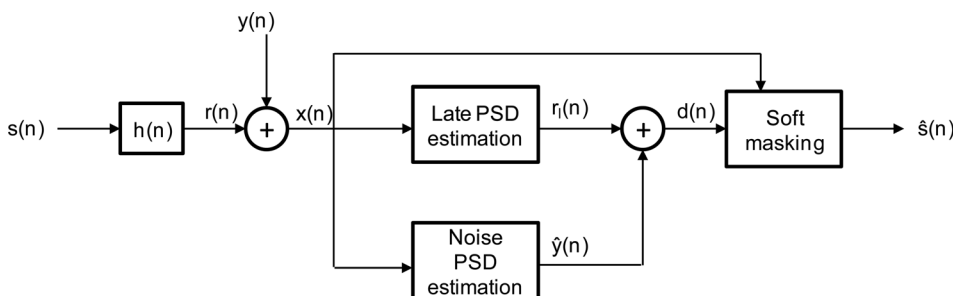 y(n)
s(n)
h(n)
r(n)
+
x(n)
Late PSD
estimation
r_l(n)
+
d(n)
Soft
masking
ŝ(n)
Noise
PSD
estimation
ŷ(n)